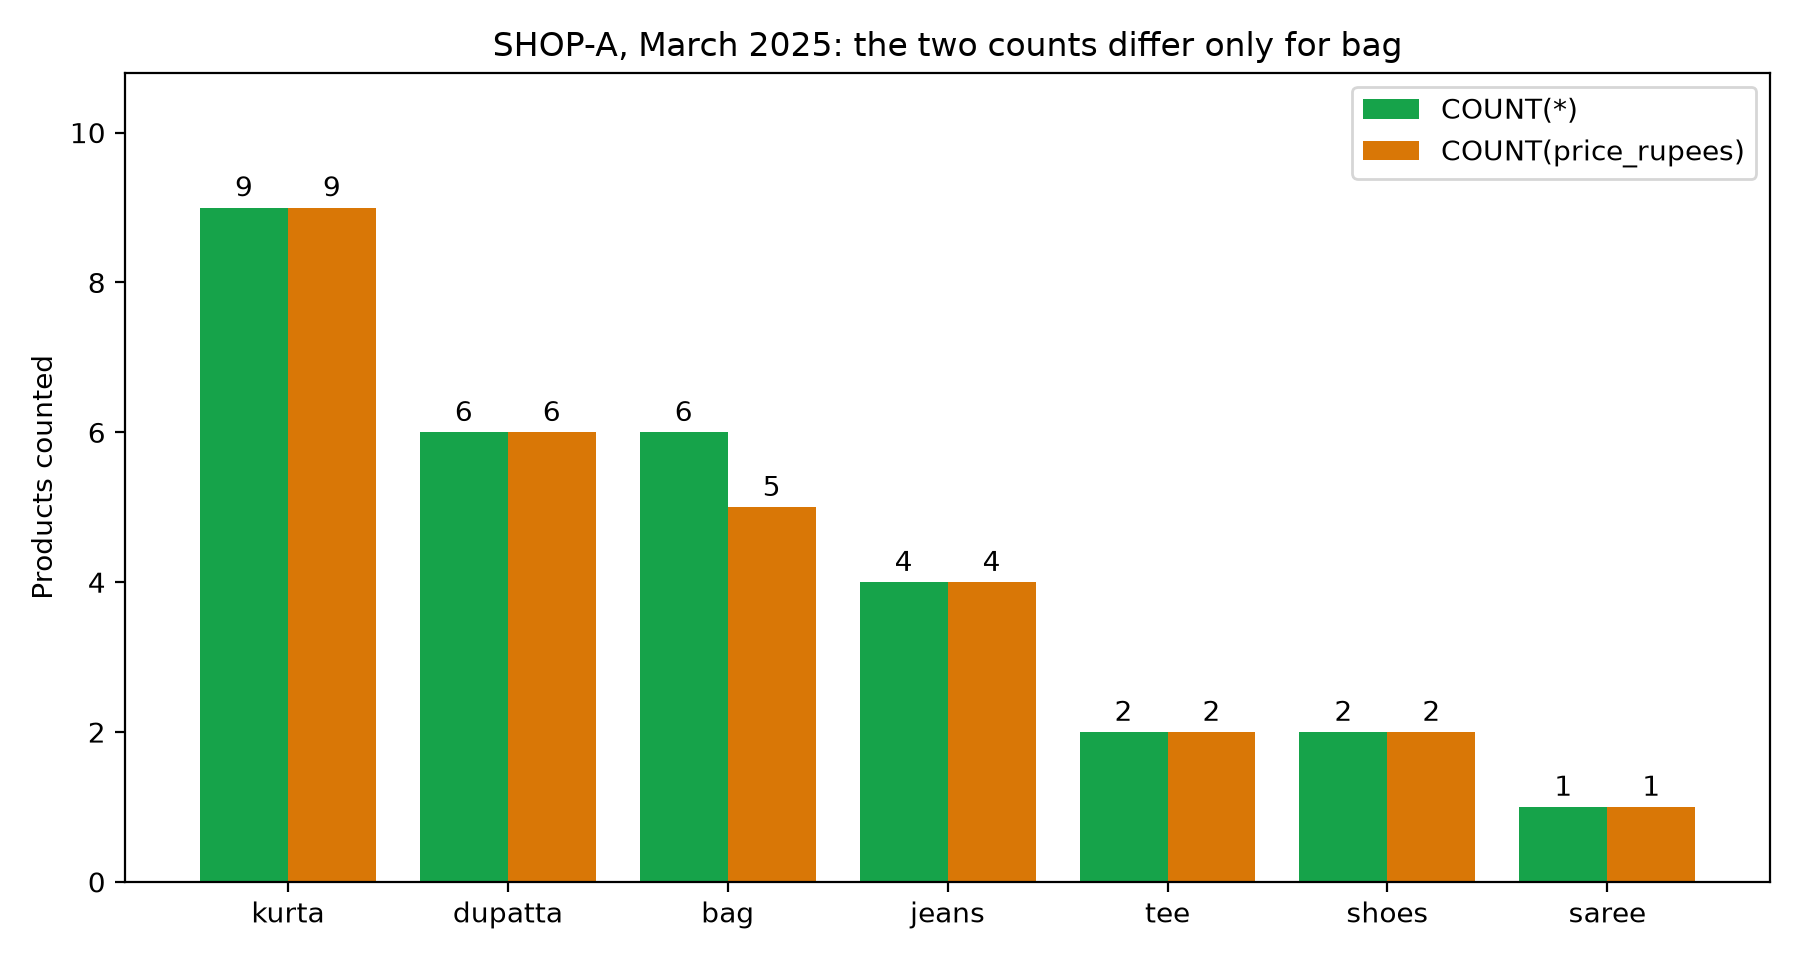 SHOP-A, March 2025: the two counts differ only for bag
COUNT(*)
COUNT(price_rupees)
Products counted
10
8
6
4
2
0
9 9
6 6
6 5
4 4
2 2
2 2
1 1
kurta dupatta bag jeans tee shoes saree